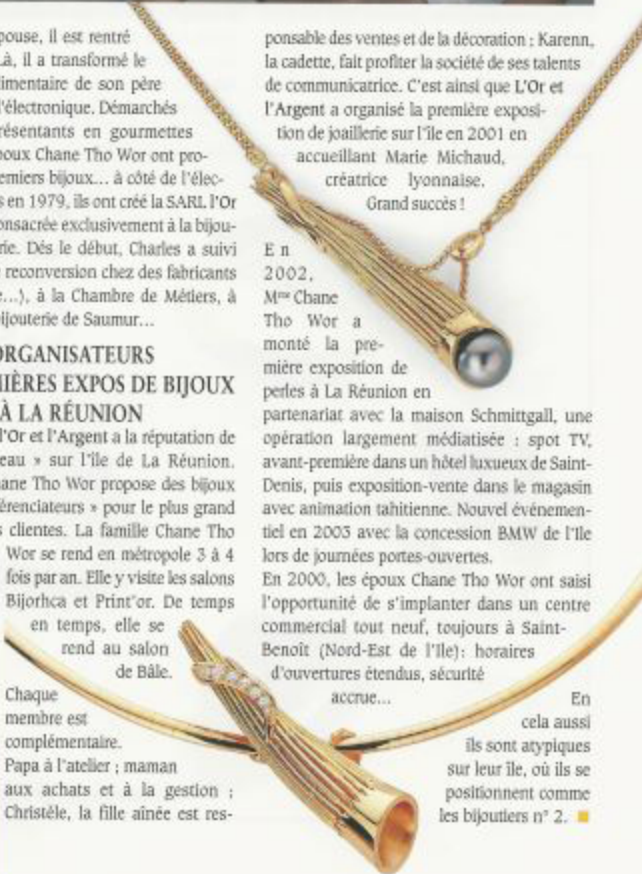 pouse, il est rentré
à, il a transformé le
limentaire de son père
l'électronique. Démarchés
résentants en gourmettes
poux Chane Tho Wor ont pro-
emiers bijoux... à côté de l'élec-
s en 1979, ils ont créé la SARL l'Or
onsacrée exclusivement à la bijou-
rie. Dès le début, Charles a suivi
reconversion chez des fabricants
e...), à la Chambre de Métiers, à
ijouterie de Saumur...
ORGANISATEURS
IÈRES EXPOS DE BIJOUX
À LA RÉUNION
l'Or et l'Argent a la réputation de
eau » sur l'île de La Réunion.
ane Tho Wor propose des bijoux
érenciateurs » pour le plus grand
s clientes. La famille Chane Tho
Wor se rend en métropole 3 à 4
fois par an. Elle y visite les salons
Bijorhca et Print'or. De temps
en temps, elle se
rend au salon
de Bâle.
Chaque
membre est
complémentaire.
Papa à l'atelier ; maman
aux achats et à la gestion ;
Christèle, la fille aînée est res-
ponsable des ventes et de la décoration ; Karenn,
la cadette, fait profiter la société de ses talents
de communicatrice. C'est ainsi que L'Or et
l'Argent a organisé la première exposi-
tion de joaillerie sur l'île en 2001 en
accueillant Marie Michaud,
créatrice lyonnaise.
Grand succès !
En
2002,
Mme Chane
Tho Wor a
monté la pre-
mière exposition de
perles à La Réunion en
partenariat avec la maison Schmittgall, une
opération largement médiatisée : spot TV,
avant-première dans un hôtel luxueux de Saint-
Denis, puis exposition-vente dans le magasin
avec animation tahitienne. Nouvel événemen-
tiel en 2003 avec la concession BMW de l'Ile
lors de journées portes-ouvertes.
En 2000, les époux Chane Tho Wor ont saisi
l'opportunité de s'implanter dans un centre
commercial tout neuf, toujours à Saint-
Benoît (Nord-Est de l'Ile): horaires
d'ouvertures étendus, sécurité
accrue...
En
cela aussi
ils sont atypiques
sur leur île, où ils se
positionnent comme
les bijoutiers n° 2.